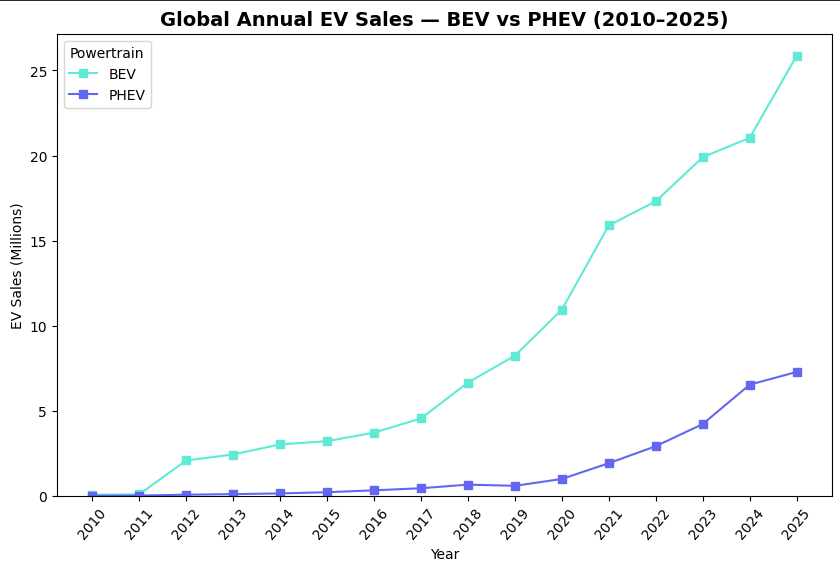 Global Annual EV Sales — BEV vs PHEV (2010–2025)
Powertrain
BEV
PHEV
EV Sales (Millions)
25
20
15
10
5
0
2010 2011 2012 2013 2014 2015 2016 2017 2018 2019 2020 2021 2022 2023 2024 2025
Year